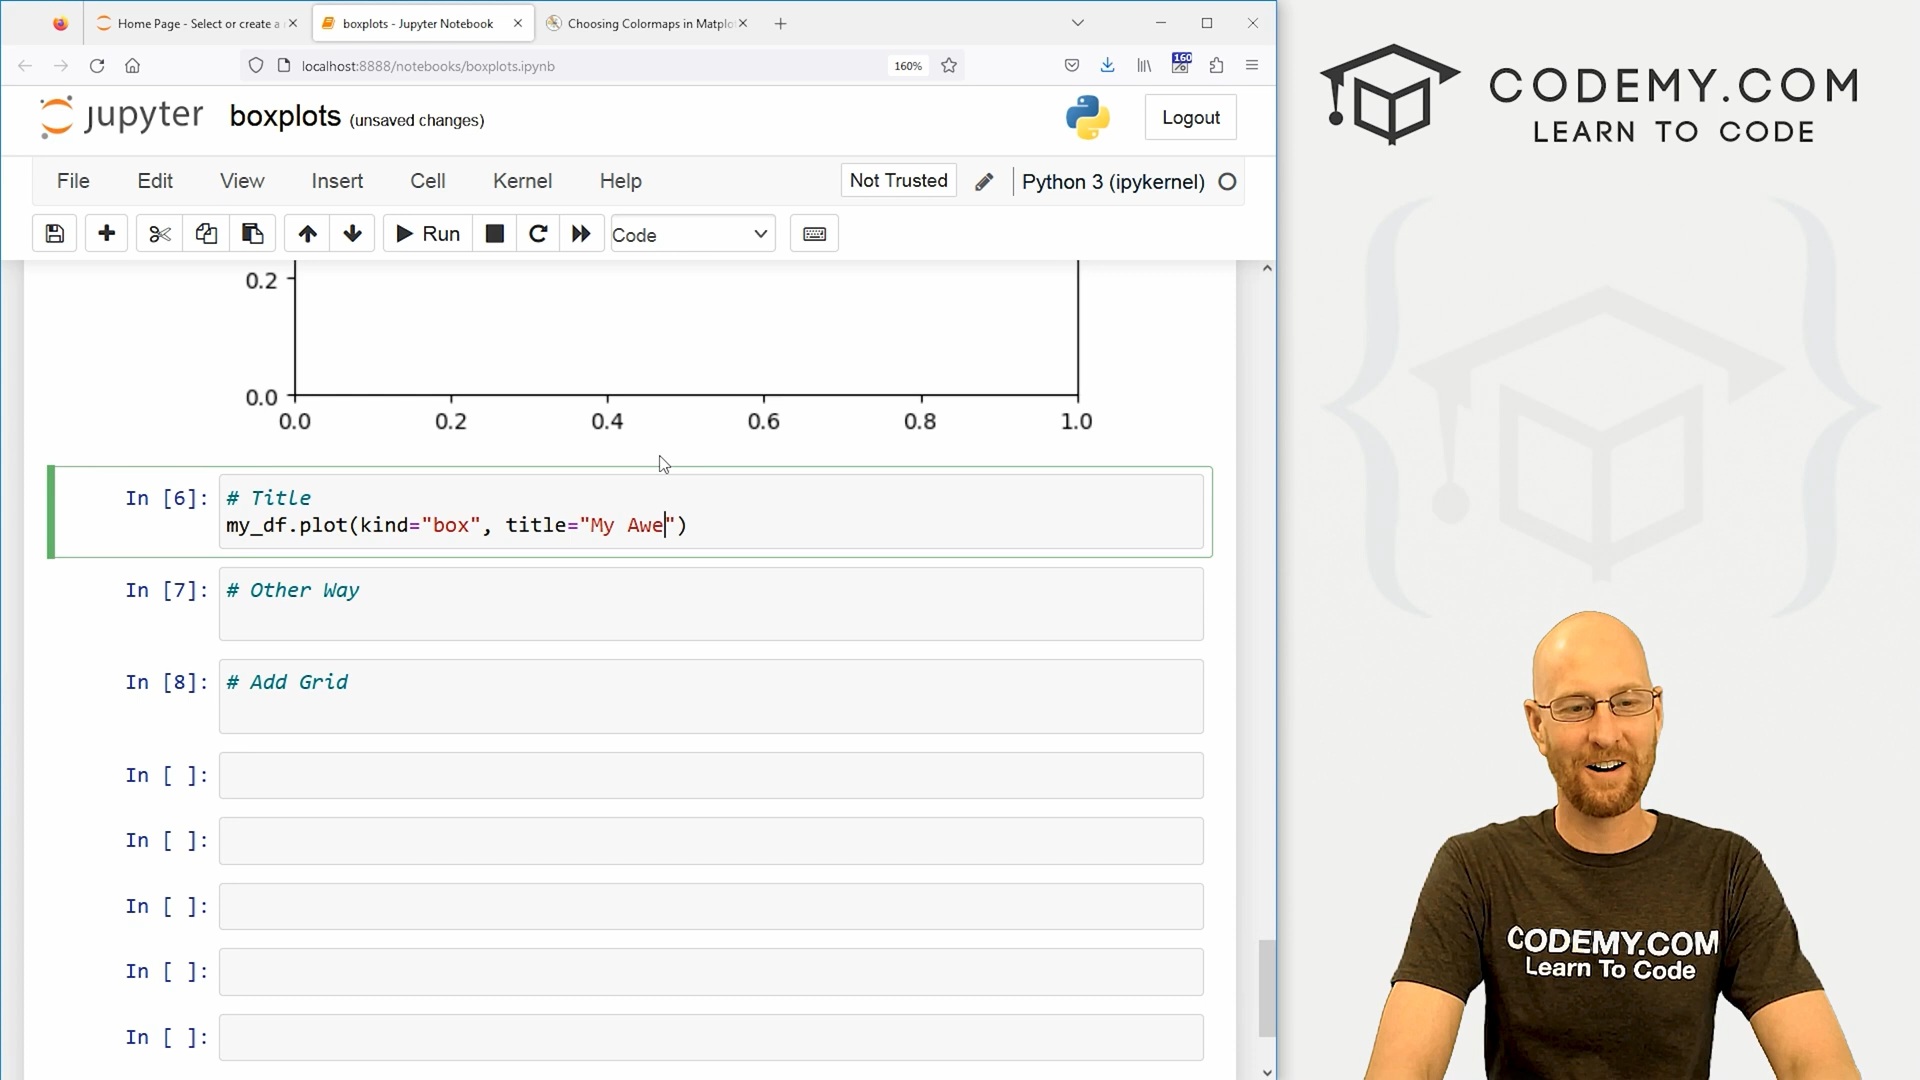 Home Page - Select or create a
boxplots - Jupyter Notebook
Choosing Colormaps in Matplo
localhost:8888/notebooks/boxplots.ipynb
160%
160
jupyter boxplots (unsaved changes)
Logout
File Edit View Insert Cell Kernel Help
Not Trusted
Python 3 (ipykernel)
Run
Code
0.2
0.0
0.0 0.2 0.4 0.6 0.8 1.0
In [6]: # Title
my_df.plot(kind="box", title="My Awe")
In [7]: # Other Way
In [8]: # Add Grid
In [ ]:
In [ ]:
In [ ]:
In [ ]:
In [ ]:
CODEMY.COM
LEARN TO CODE
CODEMY.COM
Learn To Code